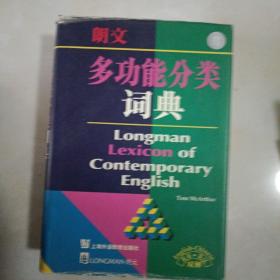 朗文
多功能分类
词典
Longman
Lexicon of
Contemporary
English
Tom McArthur
上海外语教育出版社
LONGMAN·朗文